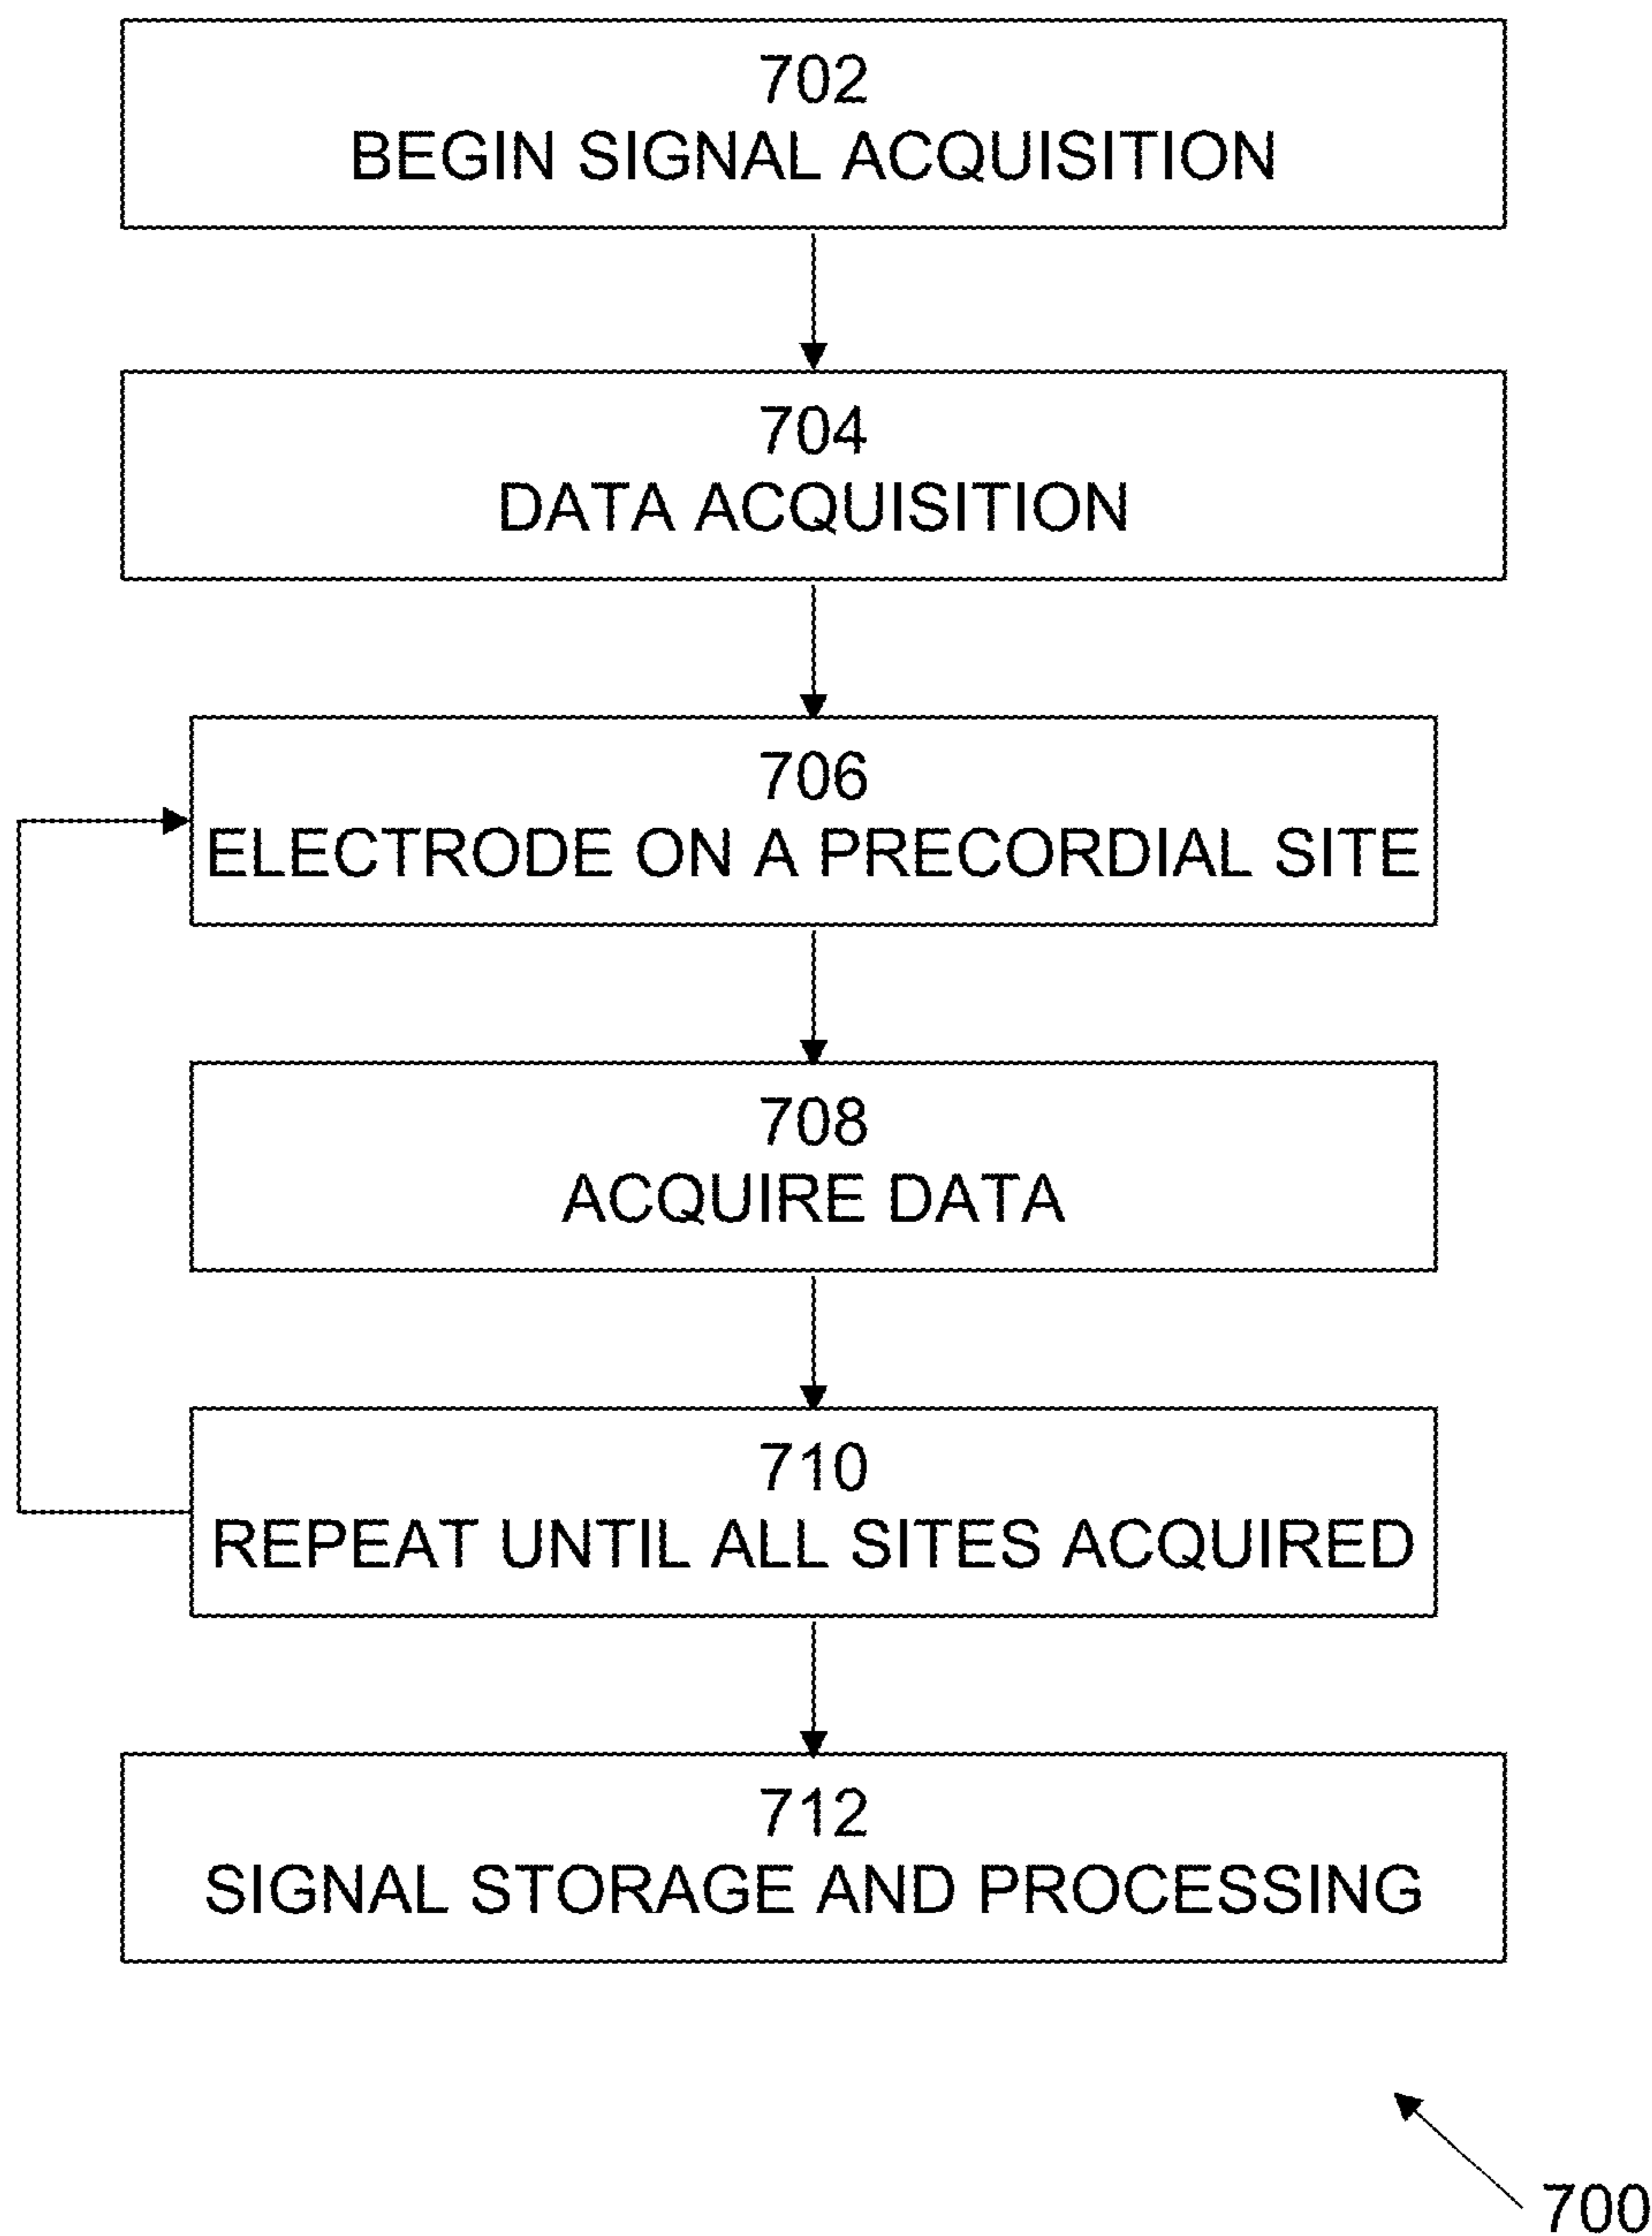 702
BEGIN SIGNAL ACQUISITION
704
DATA ACQUISITION
706
ELECTRODE ON A PRECORDIAL SITE
708
ACQUIRE DATA
710
REPEAT UNTIL ALL SITES ACQUIRED
712
SIGNAL STORAGE AND PROCESSING
700